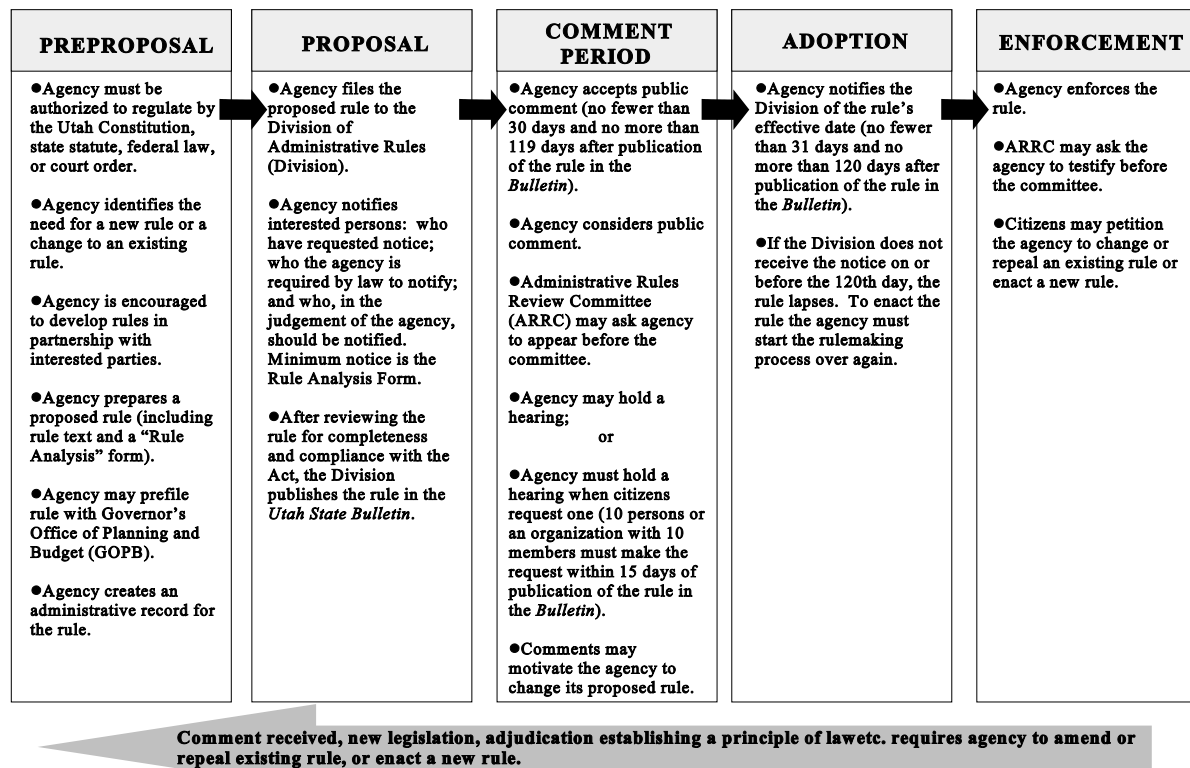 PREPROPOSAL
●Agency must be
authorized to regulate by
the Utah Constitution,
state statute, federal law,
or court order.
●Agency identifies the
need for a new rule or a
change to an existing
rule.
●Agency is encouraged
to develop rules in
partnership with
interested parties.
●Agency prepares a
proposed rule (including
rule text and a “Rule
Analysis” form).
●Agency may prefile
rule with Governor’s
Office of Planning and
Budget (GOPB).
●Agency creates an
administrative record for
the rule.
PROPOSAL
●Agency files the
proposed rule to the
Division of
Administrative Rules
(Division).
●Agency notifies
interested persons:  who
have requested notice;
who the agency is
required by law to notify;
and who, in the
judgement of the agency,
should be notified.
Minimum notice is the
Rule Analysis Form.
●After reviewing the
rule for completeness
and compliance with the
Act, the Division
publishes the rule in the
Utah State Bulletin.
COMMENT
PERIOD
●Agency accepts public
comment (no fewer than
30 days and no more than
119 days after publication
of the rule in the
Bulletin).
●Agency considers public
comment.
●Administrative Rules
Review Committee
(ARRC) may ask agency
to appear before the
committee.
●Agency may hold a
hearing;
or
●Agency must hold a
hearing when citizens
request one (10 persons or
an organization with 10
members must make the
request within 15 days of
publication of the rule in
the Bulletin).
●Comments may
motivate the agency to
change its proposed rule.
ADOPTION
●Agency notifies the
Division of the rule’s
effective date (no fewer
than 31 days and no
more than 120 days after
publication of the rule in
the Bulletin).
●If the Division does not
receive the notice on or
before the 120th day, the
rule lapses.  To enact the
rule the agency must
start the rulemaking
process over again.
ENFORCEMENT
●Agency enforces the
rule.
●ARRC may ask the
agency to testify before
the committee.
●Citizens may petition
the agency to change or
repeal an existing rule or
enact a new rule.
Comment received, new legislation, adjudication establishing a principle of lawetc. requires agency to amend or
repeal existing rule, or enact a new rule.